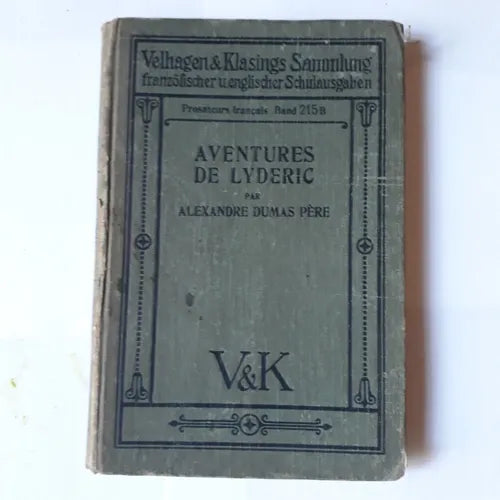 Velhagen & Klasings Sammlung
französischer u. englischer Schulausgaben
Prosateurs français Band 215 B
AVENTURES
DE LYDERIC
PAR
ALEXANDRE DUMAS PÈRE
V&K